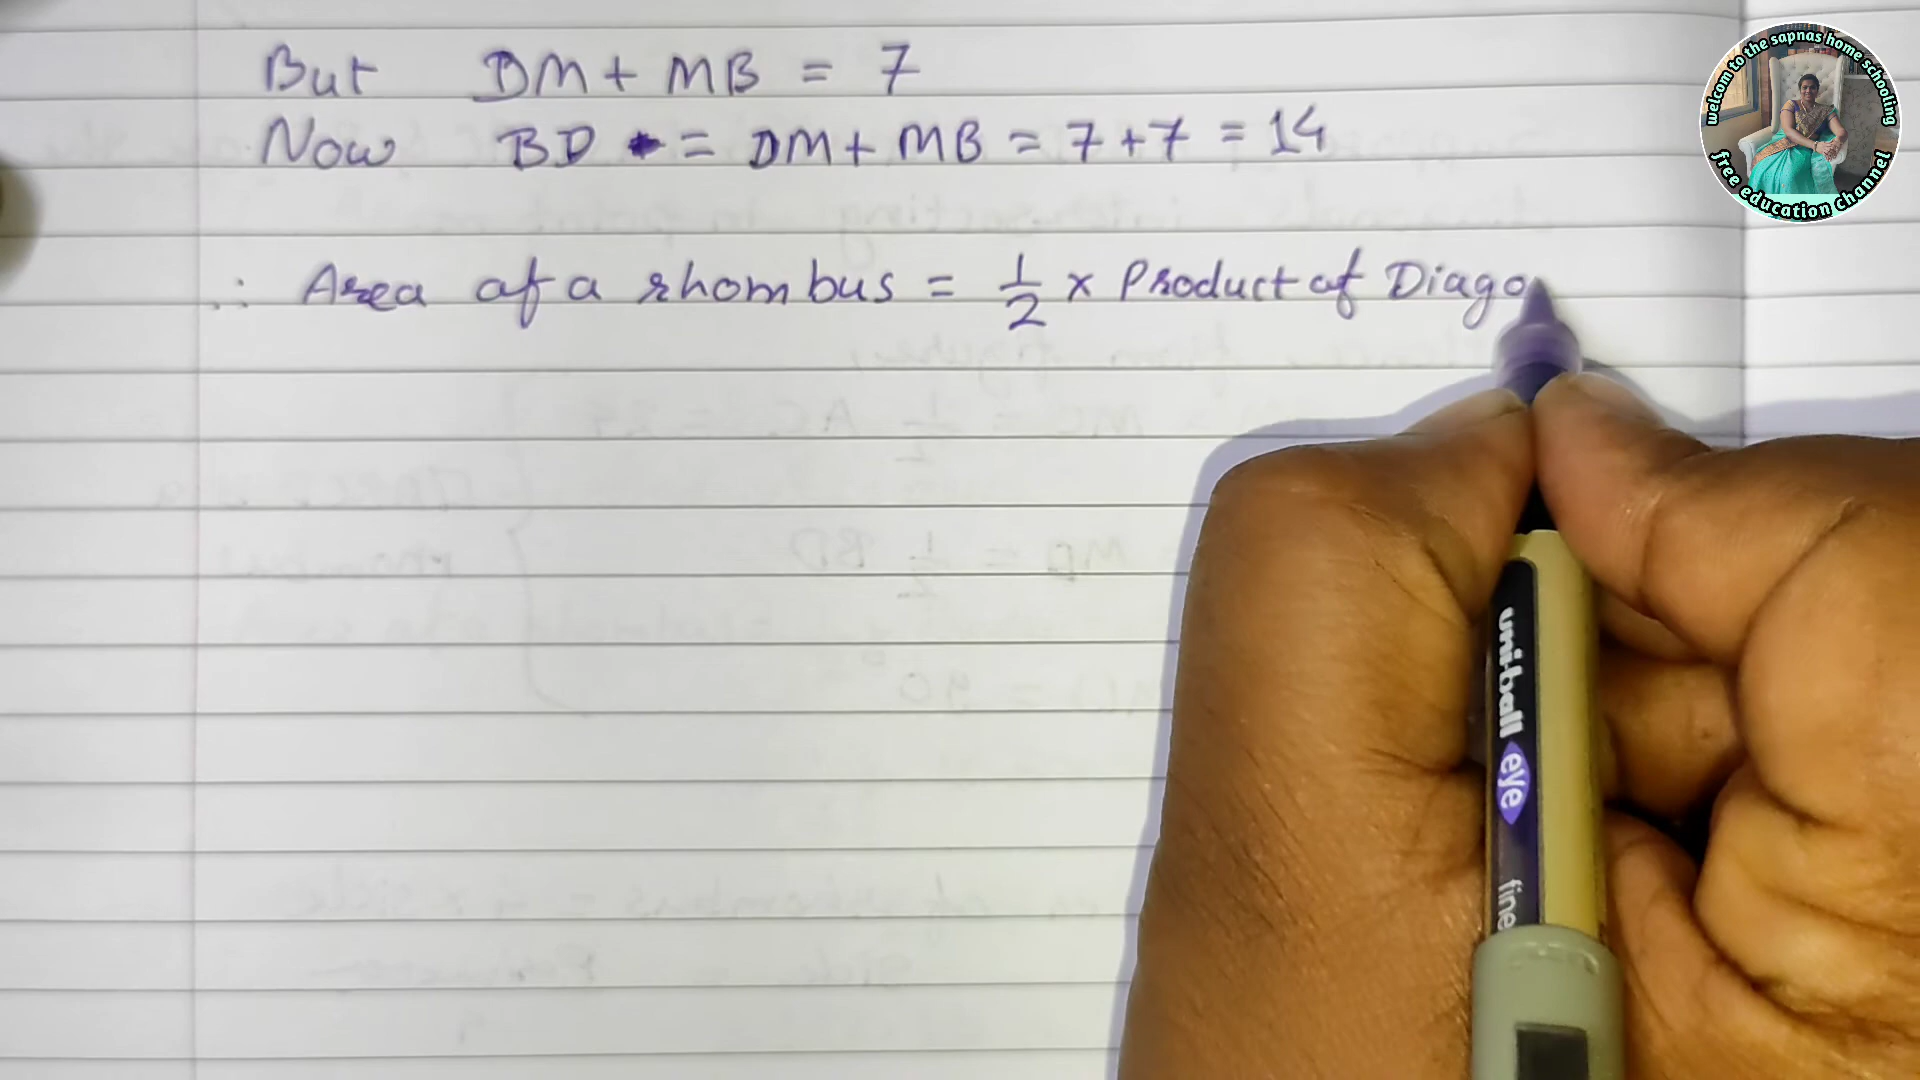 But DM + MB = 7
Now BD = DM + MB = 7 + 7 = 14
∴ Area of a rhombus = 1/2 × Product of Diago
welcom to the sapnas home schooling
free education channel
uni-ball eye fine